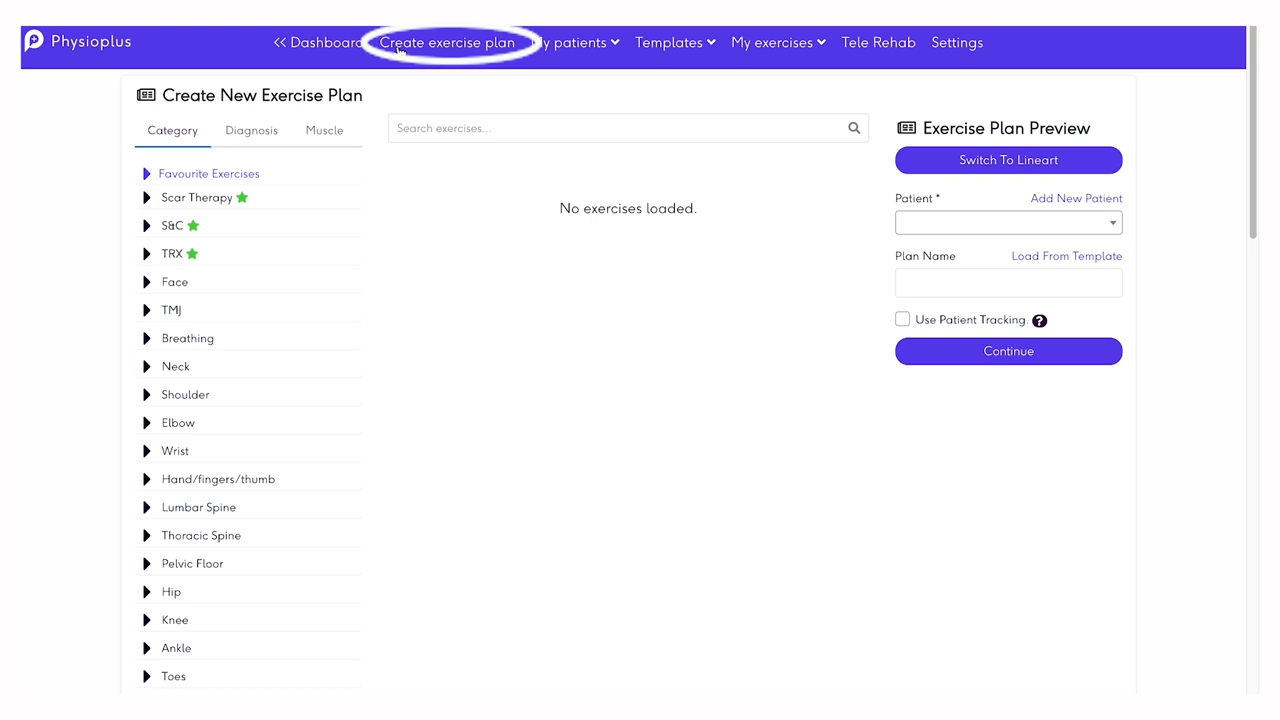 Physioplus
<< Dashboard Create exercise plan My patients Templates My exercises Tele Rehab Settings
Create New Exercise Plan
Category Diagnosis Muscle
Search exercises...
Favourite Exercises
Scar Therapy
S&C
TRX
Face
TMJ
Breathing
Neck
Shoulder
Elbow
Wrist
Hand/fingers/thumb
Lumbar Spine
Thoracic Spine
Pelvic Floor
Hip
Knee
Ankle
Toes
No exercises loaded.
Exercise Plan Preview
Switch To Lineart
Patient * Add New Patient
Plan Name Load From Template
Use Patient Tracking. ?
Continue